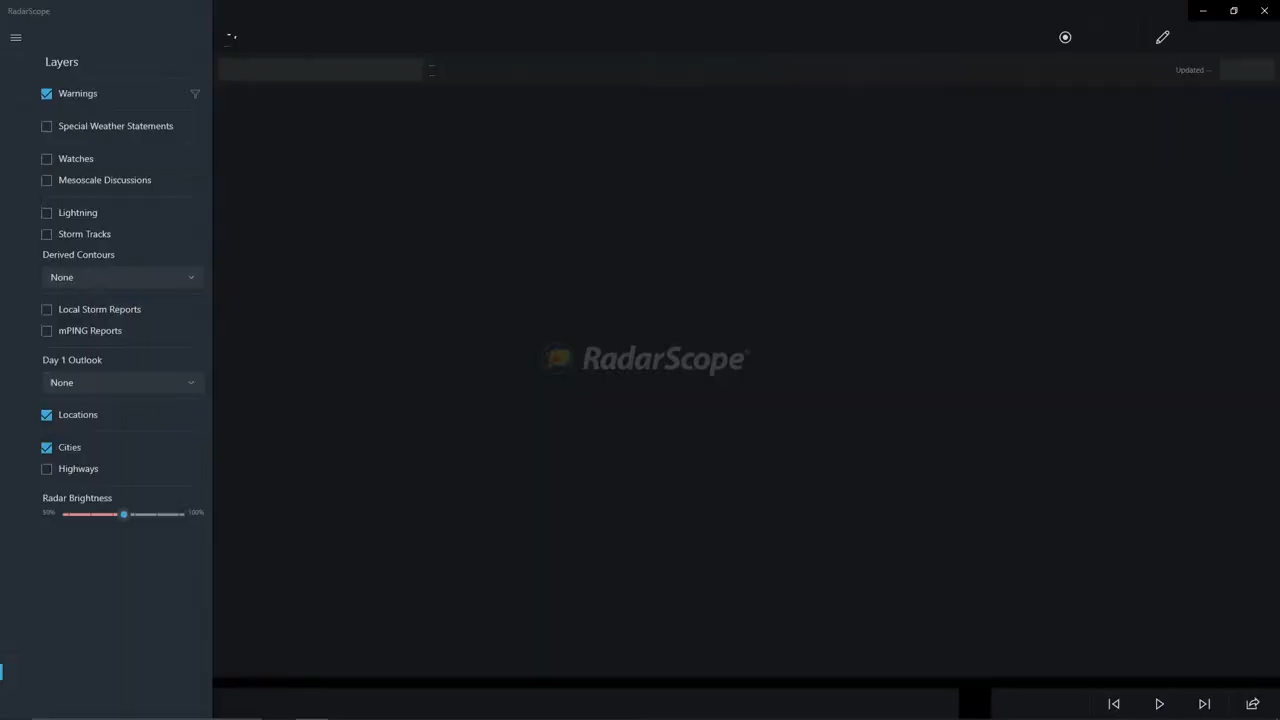 RadarScope
Layers
Warnings
Updated --
Special Weather Statements
Watches
Mesoscale Discussions
Lightning
Storm Tracks
Derived Contours
None
Local Storm Reports
mPING Reports
RadarScope
Day 1 Outlook
None
Locations
Cities
Highways
Radar Brightness
50% 100%